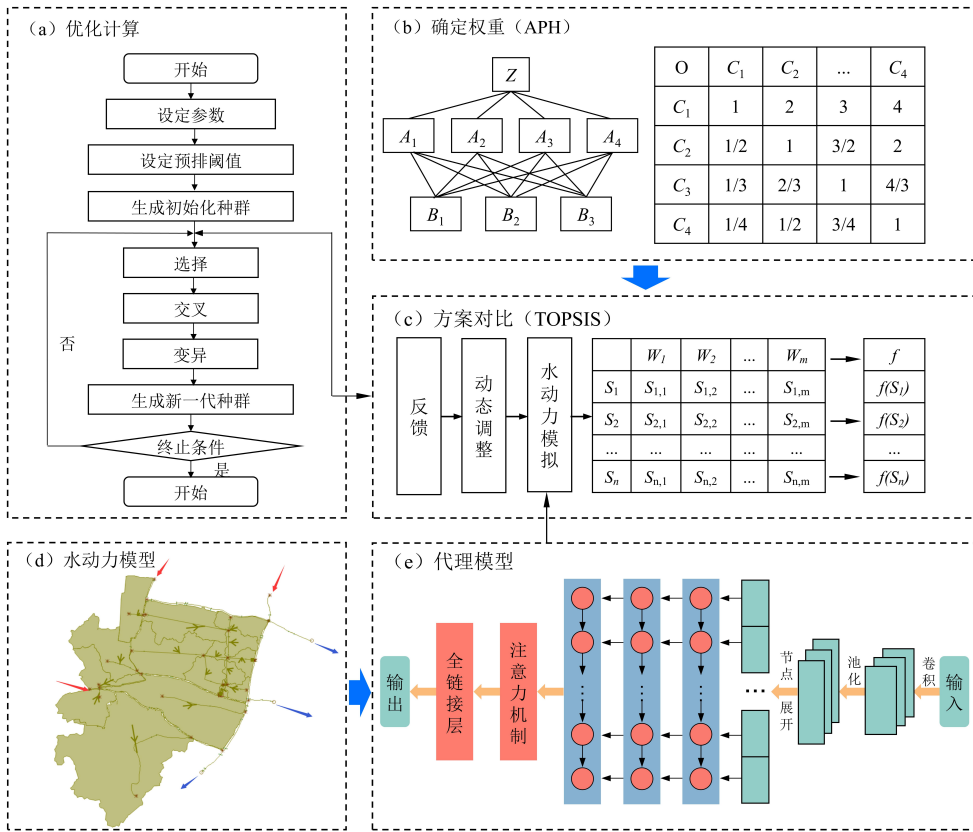 (a) 优化计算
开始
设定参数
设定预排阈值
生成初始化种群
选择
交叉
变异
生成新一代种群
终止条件
否
是
开始
(b) 确定权重(APH)
Z
A1 A2 A3 A4
B1 B2 B3
O C1 C2 ... C4
C1 1 2 3 4
C2 1/2 1 3/2 2
C3 1/3 2/3 1 4/3
C4 1/4 1/2 3/4 1
(c) 方案对比(TOPSIS)
反馈
动态调整
水动力模拟
W1 W2 ... Wm f
S1 S1,1 S1,2 ... S1,m f(S1)
S2 S2,1 S2,2 ... S2,m f(S2)
... ... ... ... ...
Sn Sn,1 Sn,2 ... Sn,m f(Sn)
(d) 水动力模型
(e) 代理模型
输出
全链接层
注意力机制
...
节点展开
池化
卷积
输入